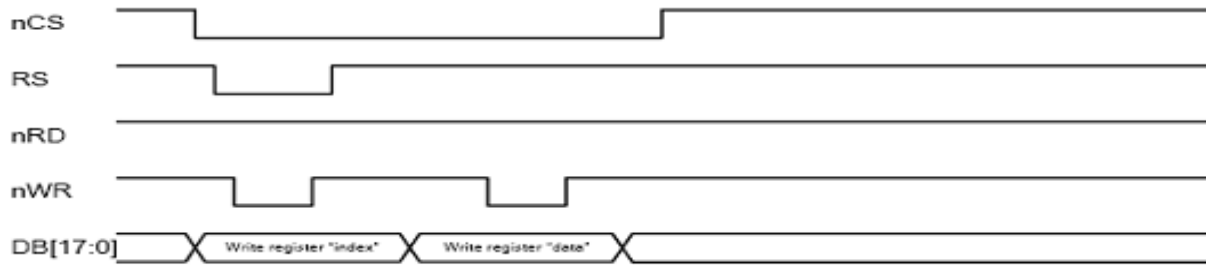 nCS
RS
nRD
nWR
DB[17:0] Write register "index" Write register "data"